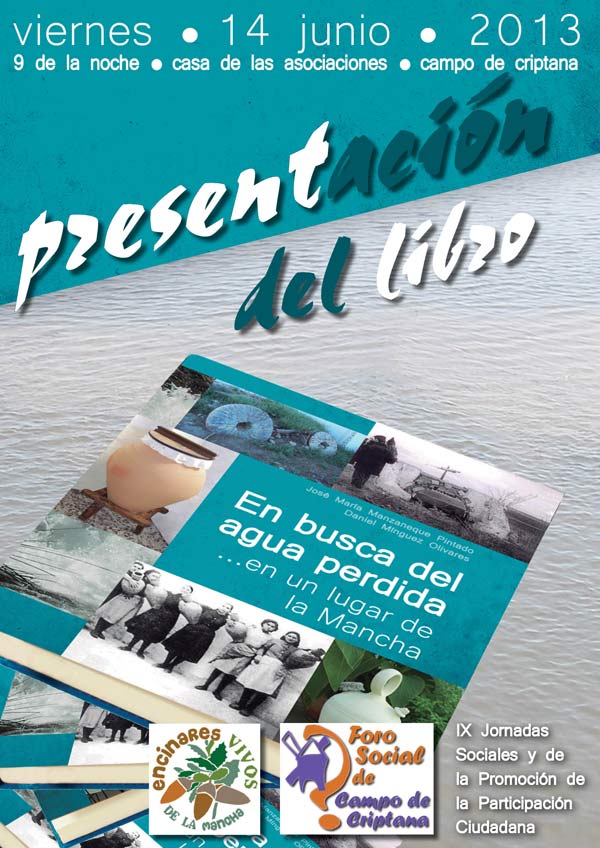 viernes • 14 junio • 2013
9 de la noche • casa de las asociaciones • campo de criptana
presentación
del libro
José María Manzaneque Pintado
Daniel Mínguez Olivares
En busca del
agua perdida
...en un lugar de
la Mancha
encinares vivos
DE LA mancha
Foro
Social
de
Campo de
Criptana
IX Jornadas
Sociales y de
la Promoción de
la Participación
Ciudadana